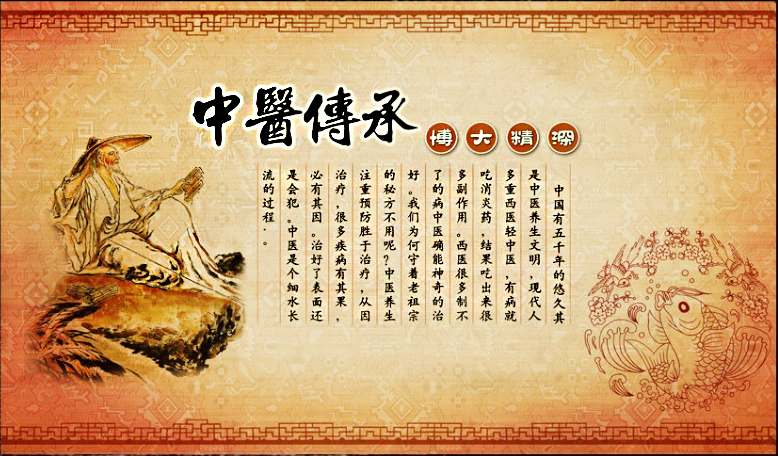 中醫傳承
博大精深
中国有五千年的悠久其
是中医养生文明，现代人
多重西医轻中医，有病就
吃消炎药，结果吃出来很
多副作用。西医很多制不
了的病中医确能神奇的治
好。我们为何守着老祖宗
的秘方不用呢？中医养生
注重预防胜于治疗，从因
治疗，很多疾病有其果，
必有其因。治好了表面还
是会犯。中医是个细水长
流的过程．。